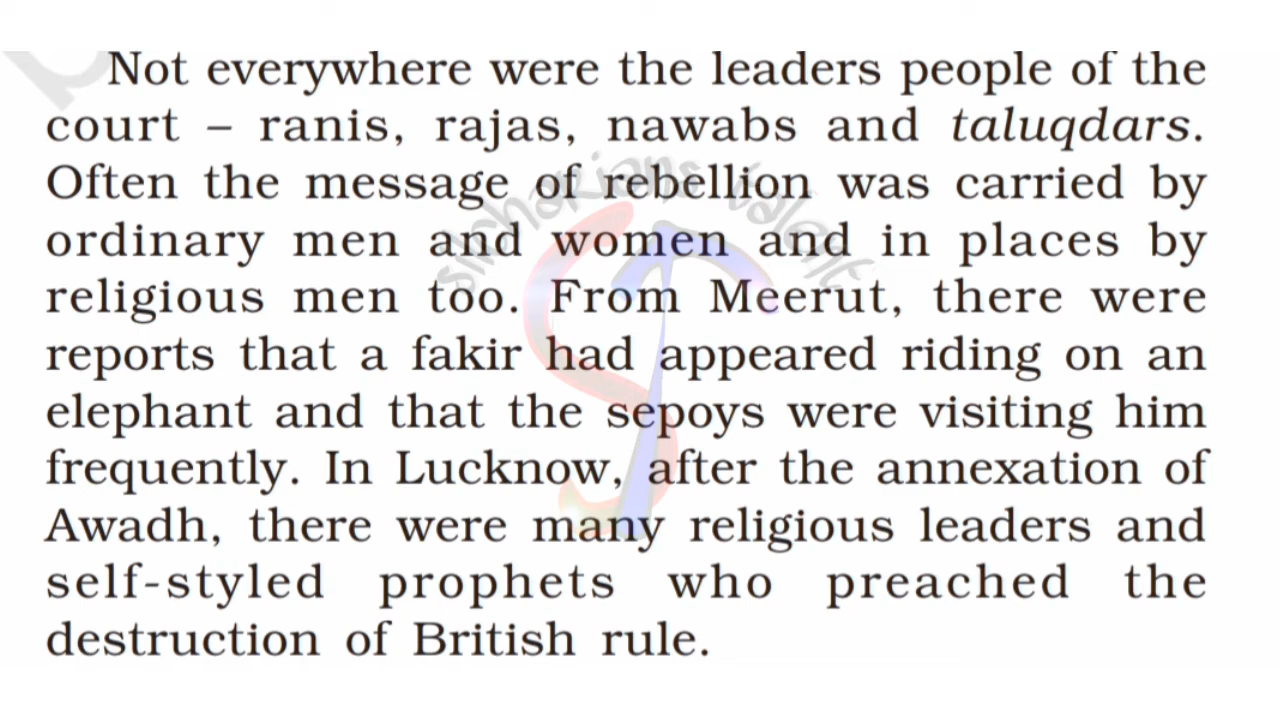 Not everywhere were the leaders people of the
court – ranis, rajas, nawabs and taluqdars.
Often the message of rebellion was carried by
ordinary men and women and in places by
religious men too. From Meerut, there were
reports that a fakir had appeared riding on an
elephant and that the sepoys were visiting him
frequently. In Lucknow, after the annexation of
Awadh, there were many religious leaders and
self-styled prophets who preached the
destruction of British rule.
silcharians talent